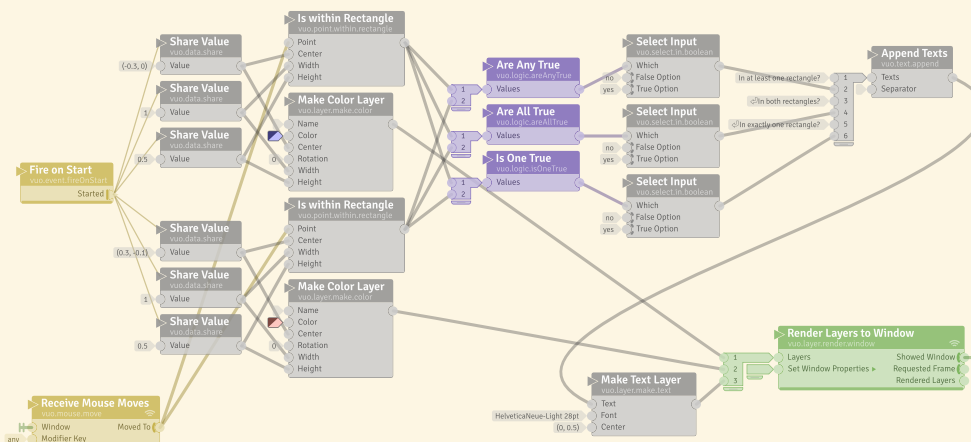 Fire on Start
vuo.event.fireOnStart
Started
Receive Mouse Moves
vuo.mouse.move
Window
Moved To
any
Modifier Key
Share Value
vuo.data.share
(-0.3, 0)
Value
Share Value
vuo.data.share
1
Value
Share Value
vuo.data.share
0.5
Value
Share Value
vuo.data.share
(0.3, -0.1)
Value
Share Value
vuo.data.share
1
Value
Share Value
vuo.data.share
0.5
Value
Is within Rectangle
vuo.point.within.rectangle
Point
Center
Width
Height
Make Color Layer
vuo.layer.make.color
Name
Color
Center
0
Rotation
Width
Height
Is within Rectangle
vuo.point.within.rectangle
Point
Center
Width
Height
Make Color Layer
vuo.layer.make.color
Name
Color
Center
0
Rotation
Width
Height
Are Any True
vuo.logic.areAnyTrue
1
Values
2
Are All True
vuo.logic.areAllTrue
1
Values
2
Is One True
vuo.logic.isOneTrue
1
Values
2
Select Input
vuo.select.in.boolean
Which
no
False Option
yes
True Option
Select Input
vuo.select.in.boolean
Which
no
False Option
yes
True Option
Select Input
vuo.select.in.boolean
Which
no
False Option
yes
True Option
In at least one rectangle?
1
2
⏎In both rectangles?
3
4
⏎In exactly one rectangle?
5
6
Append Texts
vuo.text.append
Texts
Separator
Make Text Layer
vuo.layer.make.text
Text
HelveticaNeue-Light 28pt
Font
(0, 0.5)
Center
Render Layers to Window
vuo.layer.render.window
1
Layers
Showed Window
2
Set Window Properties ▸
Requested Frame
3
Rendered Layers